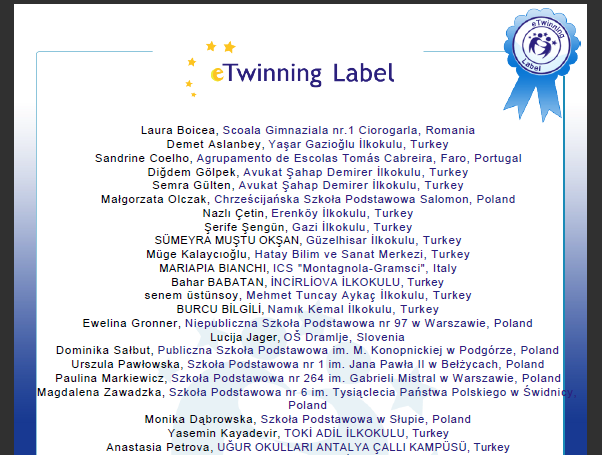 eTwinning
Label
eTwinning Label
Laura Boicea, Scoala Gimnaziala nr.1 Ciorogarla, Romania
Demet Aslanbey, Yaşar Gazioğlu İlkokulu, Turkey
Sandrine Coelho, Agrupamento de Escolas Tomás Cabreira, Faro, Portugal
Diğdem Gölpek, Avukat Şahap Demirer İlkokulu, Turkey
Semra Gülten, Avukat Şahap Demirer İlkokulu, Turkey
Małgorzata Olczak, Chrześcijańska Szkoła Podstawowa Salomon, Poland
Nazlı Çetin, Erenköy İlkokulu, Turkey
Şerife Şengün, Gazi İlkokulu, Turkey
SÜMEYRA MUŞTU OKŞAN, Güzelhisar İlkokulu, Turkey
Müge Kalaycıoğlu, Hatay Bilim ve Sanat Merkezi, Turkey
MARIAPIA BIANCHI, ICS "Montagnola-Gramsci", Italy
Bahar BABATAN, İNCİRLİOVA İLKOKULU, Turkey
senem üstünsoy, Mehmet Tuncay Aykaç İlkokulu, Turkey
BURCU BİLGİLİ, Namık Kemal İlkokulu, Turkey
Ewelina Gronner, Niepubliczna Szkoła Podstawowa nr 97 w Warszawie, Poland
Lucija Jager, OŠ Dramlje, Slovenia
Dominika Sałbut, Publiczna Szkoła Podstawowa im. M. Konopnickiej w Podgórze, Poland
Urszula Pawłowska, Szkoła Podstawowa nr 1 im. Jana Pawła II w Bełżycach, Poland
Paulina Markiewicz, Szkoła Podstawowa nr 264 im. Gabrieli Mistral w Warszawie, Poland
Magdalena Zawadzka, Szkoła Podstawowa nr 6 im. Tysiąclecia Państwa Polskiego w Świdnicy,
Poland
Monika Dąbrowska, Szkoła Podstawowa w Słupie, Poland
Yasemin Kayadevir, TOKİ ADİL İLKOKULU, Turkey
Anastasia Petrova, UĞUR OKULLARI ANTALYA ÇALLI KAMPÜSÜ, Turkey